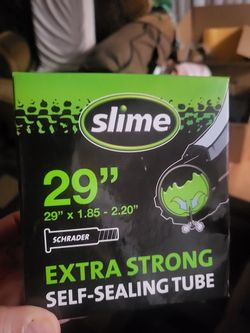 slime
29"
29" x 1.85 - 2.20"
SCHRADER
EXTRA STRONG
SELF-SEALING TUBE